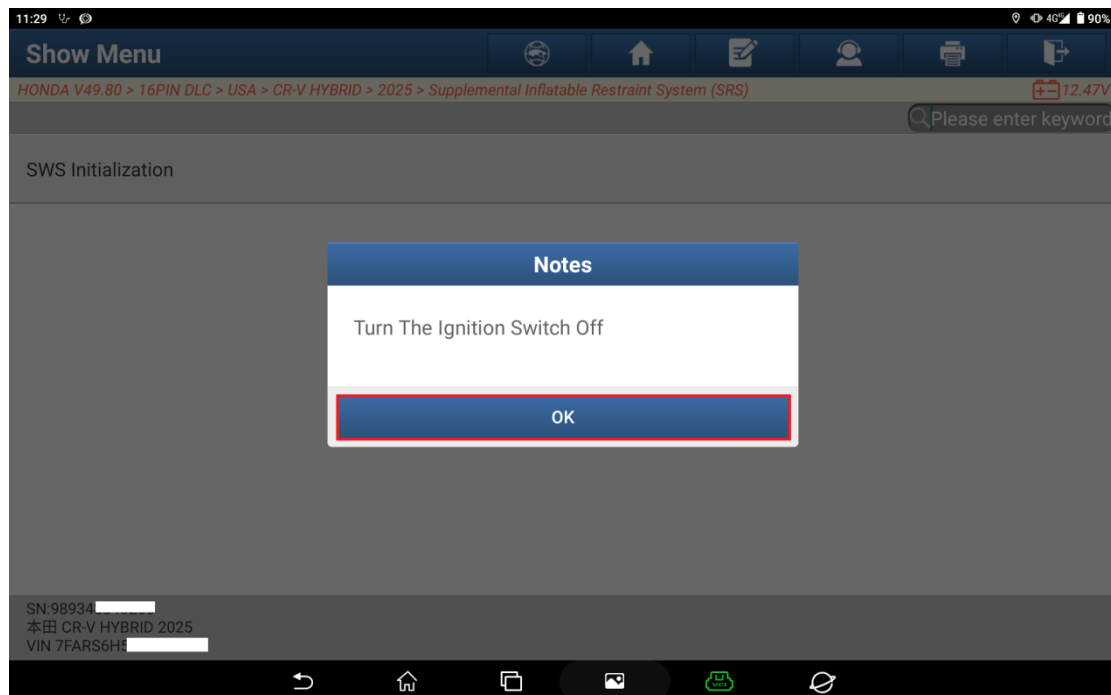 11:29
4G
90%
Show Menu
HONDA V49.80 > 16PIN DLC > USA > CR-V HYBRID > 2025 > Supplemental Inflatable Restraint System (SRS)
12.47V
Please enter keyword
SWS Initialization
Notes
Turn The Ignition Switch Off
OK
SN:98934
本田 CR-V HYBRID 2025
VIN 7FARS6H5
VCI